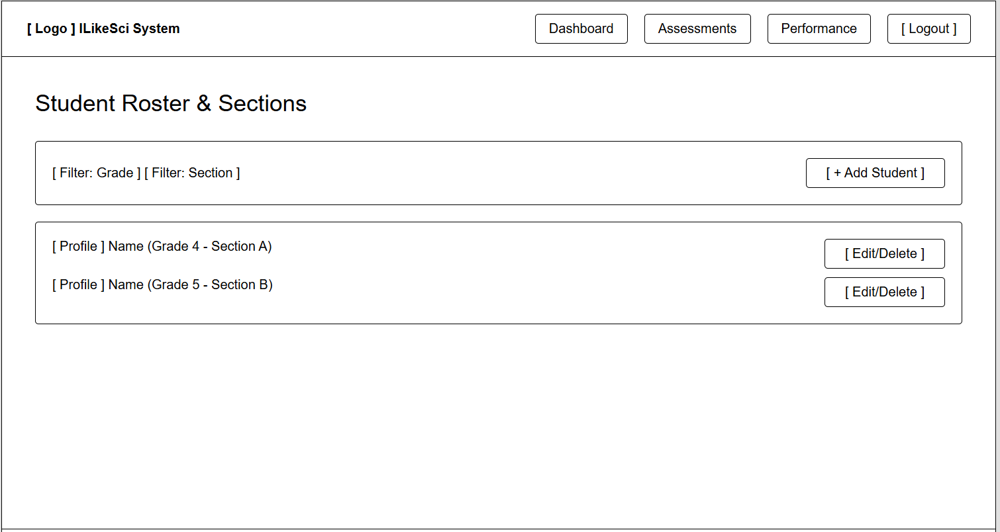 [ Logo ] ILikeSci System
Dashboard
Assessments
Performance
[ Logout ]
Student Roster & Sections
[ Filter: Grade ] [ Filter: Section ]
[ + Add Student ]
[ Profile ] Name (Grade 4 - Section A)
[ Edit/Delete ]
[ Profile ] Name (Grade 5 - Section B)
[ Edit/Delete ]